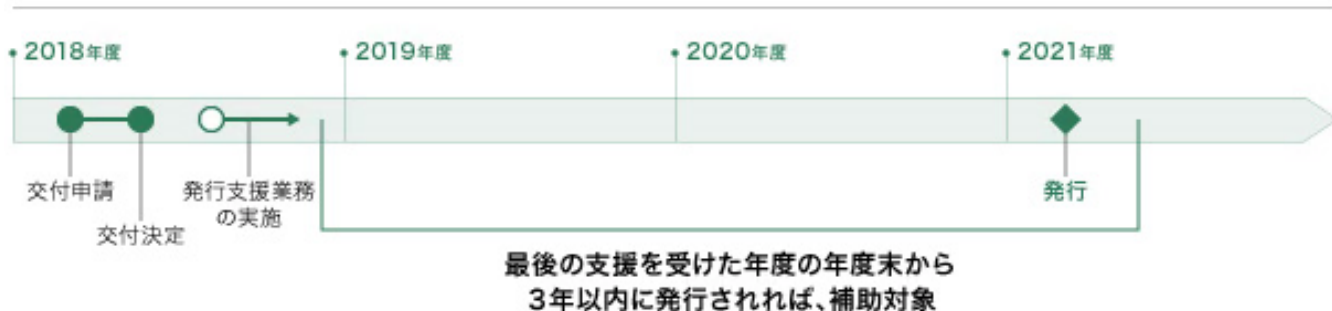 2018年度
2019年度
2020年度
2021年度
交付申請
交付決定
発行支援業務
の実施
発行
最後の支援を受けた年度の年度末から
3年以内に発行されれば、補助対象